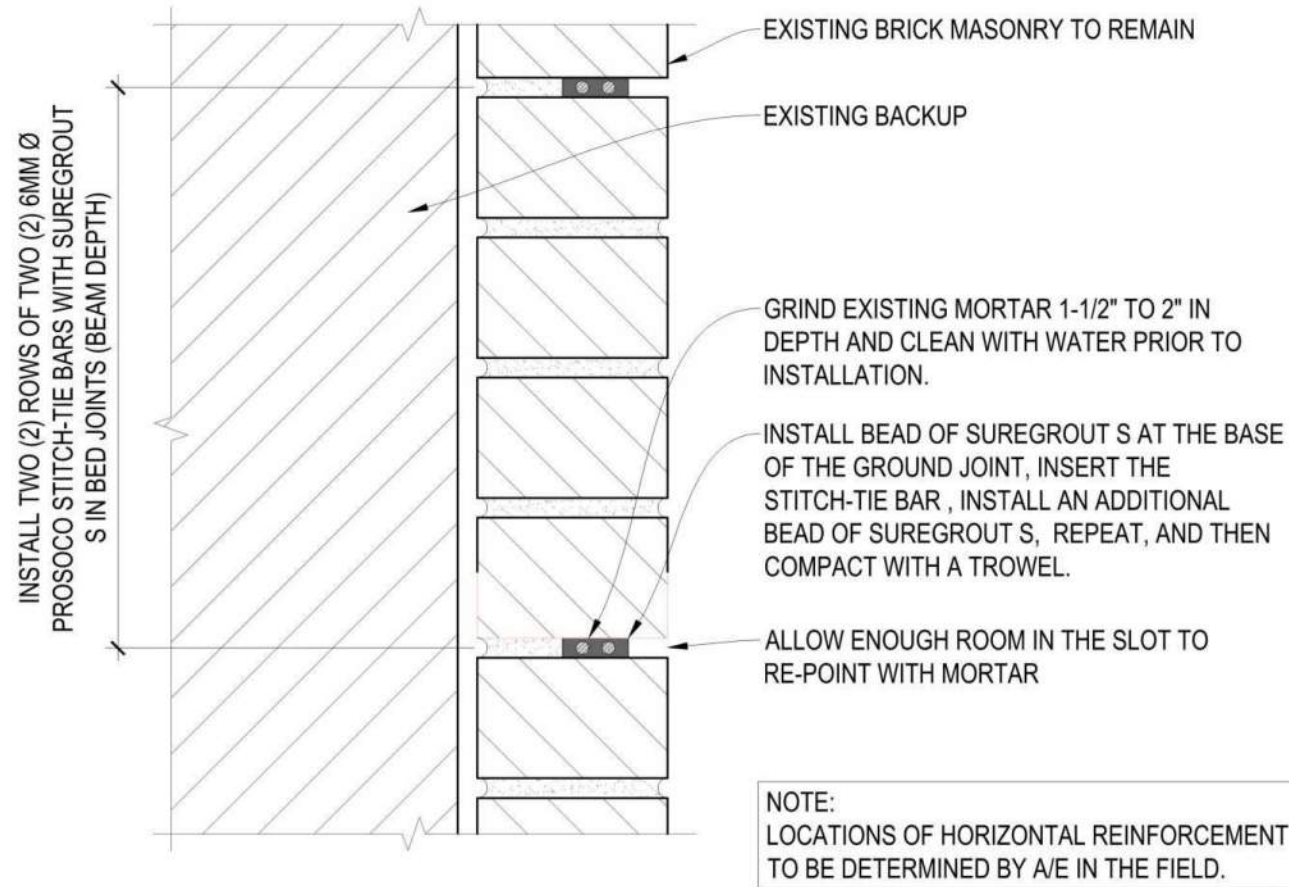 INSTALL TWO (2) ROWS OF TWO (2) 6MM Ø
PROSOCO STITCH-TIE BARS WITH SUREGROUT
S IN BED JOINTS (BEAM DEPTH)
EXISTING BRICK MASONRY TO REMAIN
EXISTING BACKUP
GRIND EXISTING MORTAR 1-1/2" TO 2" IN
DEPTH AND CLEAN WITH WATER PRIOR TO
INSTALLATION.
INSTALL BEAD OF SUREGROUT S AT THE BASE
OF THE GROUND JOINT, INSERT THE
STITCH-TIE BAR , INSTALL AN ADDITIONAL
BEAD OF SUREGROUT S, REPEAT, AND THEN
COMPACT WITH A TROWEL.
ALLOW ENOUGH ROOM IN THE SLOT TO
RE-POINT WITH MORTAR
NOTE:
LOCATIONS OF HORIZONTAL REINFORCEMENT
TO BE DETERMINED BY A/E IN THE FIELD.